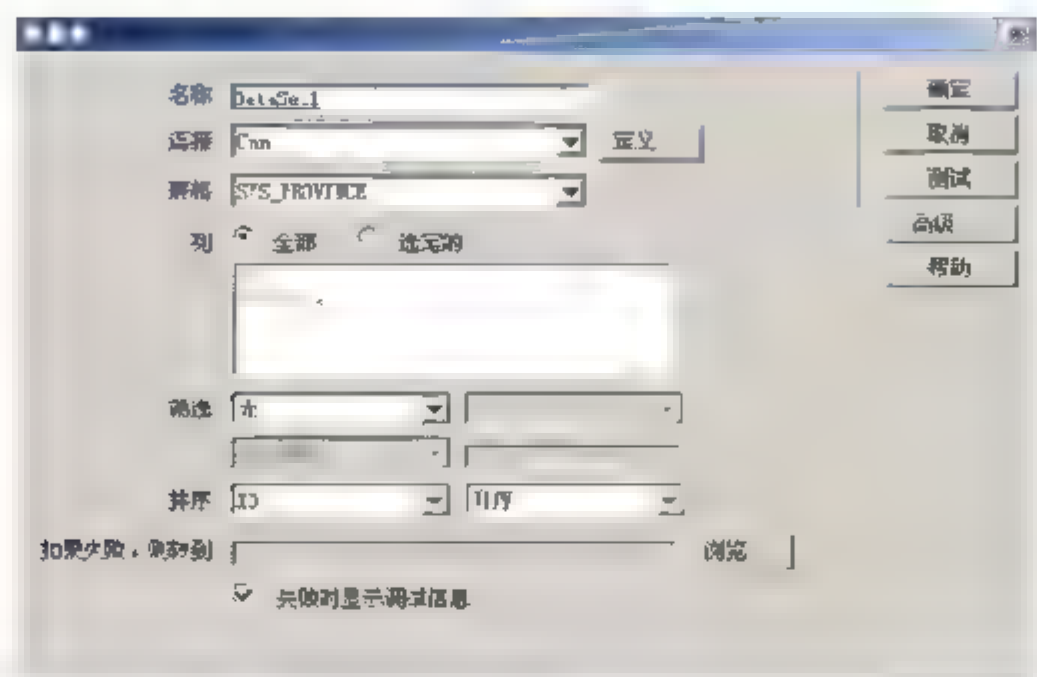 名称 DataSet1
连接 Cnn 定义
表格 SYS_PROVINCE
列 全部 选定的
筛选 无
排序 ID 升序
如果失败，则转到 浏览
失败时显示调试信息
确定
取消
测试
高级
帮助